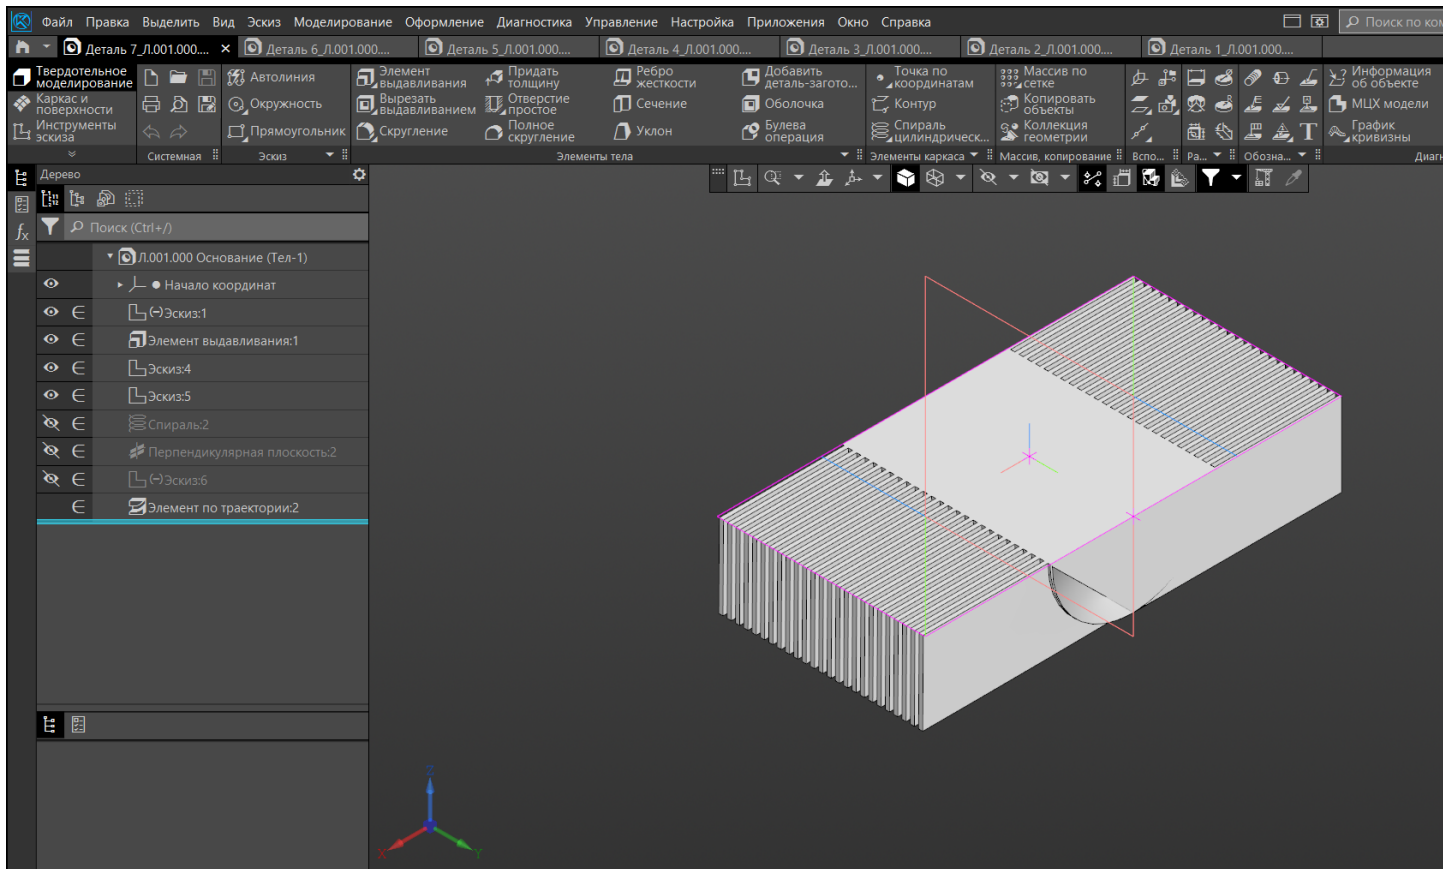 Файл Правка Выделить Вид Эскиз Моделирование Оформление Диагностика Управление Настройка Приложения Окно Справка
Поиск по ком
Деталь 7_Л.001.000.... × Деталь 6_Л.001.000.... Деталь 5_Л.001.000.... Деталь 4_Л.001.000.... Деталь 3_Л.001.000.... Деталь 2_Л.001.000.... Деталь 1_Л.001.000....
Твердотельное
моделирование
Каркас и
поверхности
Инструменты
эскиза
Системная
Автолиния
Окружность
Прямоугольник
Эскиз
Элемент
выдавливания
Вырезать
выдавливанием
Скругление
Придать
толщину
Отверстие
простое
Полное
скругление
Ребро
жесткости
Сечение
Уклон
Добавить
деталь-загото...
Оболочка
Булева
операция
Элементы тела
Точка по
координатам
Контур
Спираль
цилиндрическ...
Элементы каркаса
Массив по
сетке
Копировать
объекты
Коллекция
геометрии
Массив, копирование
Вспо...
Ра...
Обозна...
Информация
об объекте
МЦХ модели
График
кривизны
Диагн
Дерево
Поиск (Ctrl+/)
Л.001.000 Основание (Тел-1)
Начало координат
(-)Эскиз:1
Элемент выдавливания:1
Эскиз:4
Эскиз:5
Спираль:2
Перпендикулярная плоскость:2
(-)Эскиз:6
Элемент по траектории:2
Z
X
Y